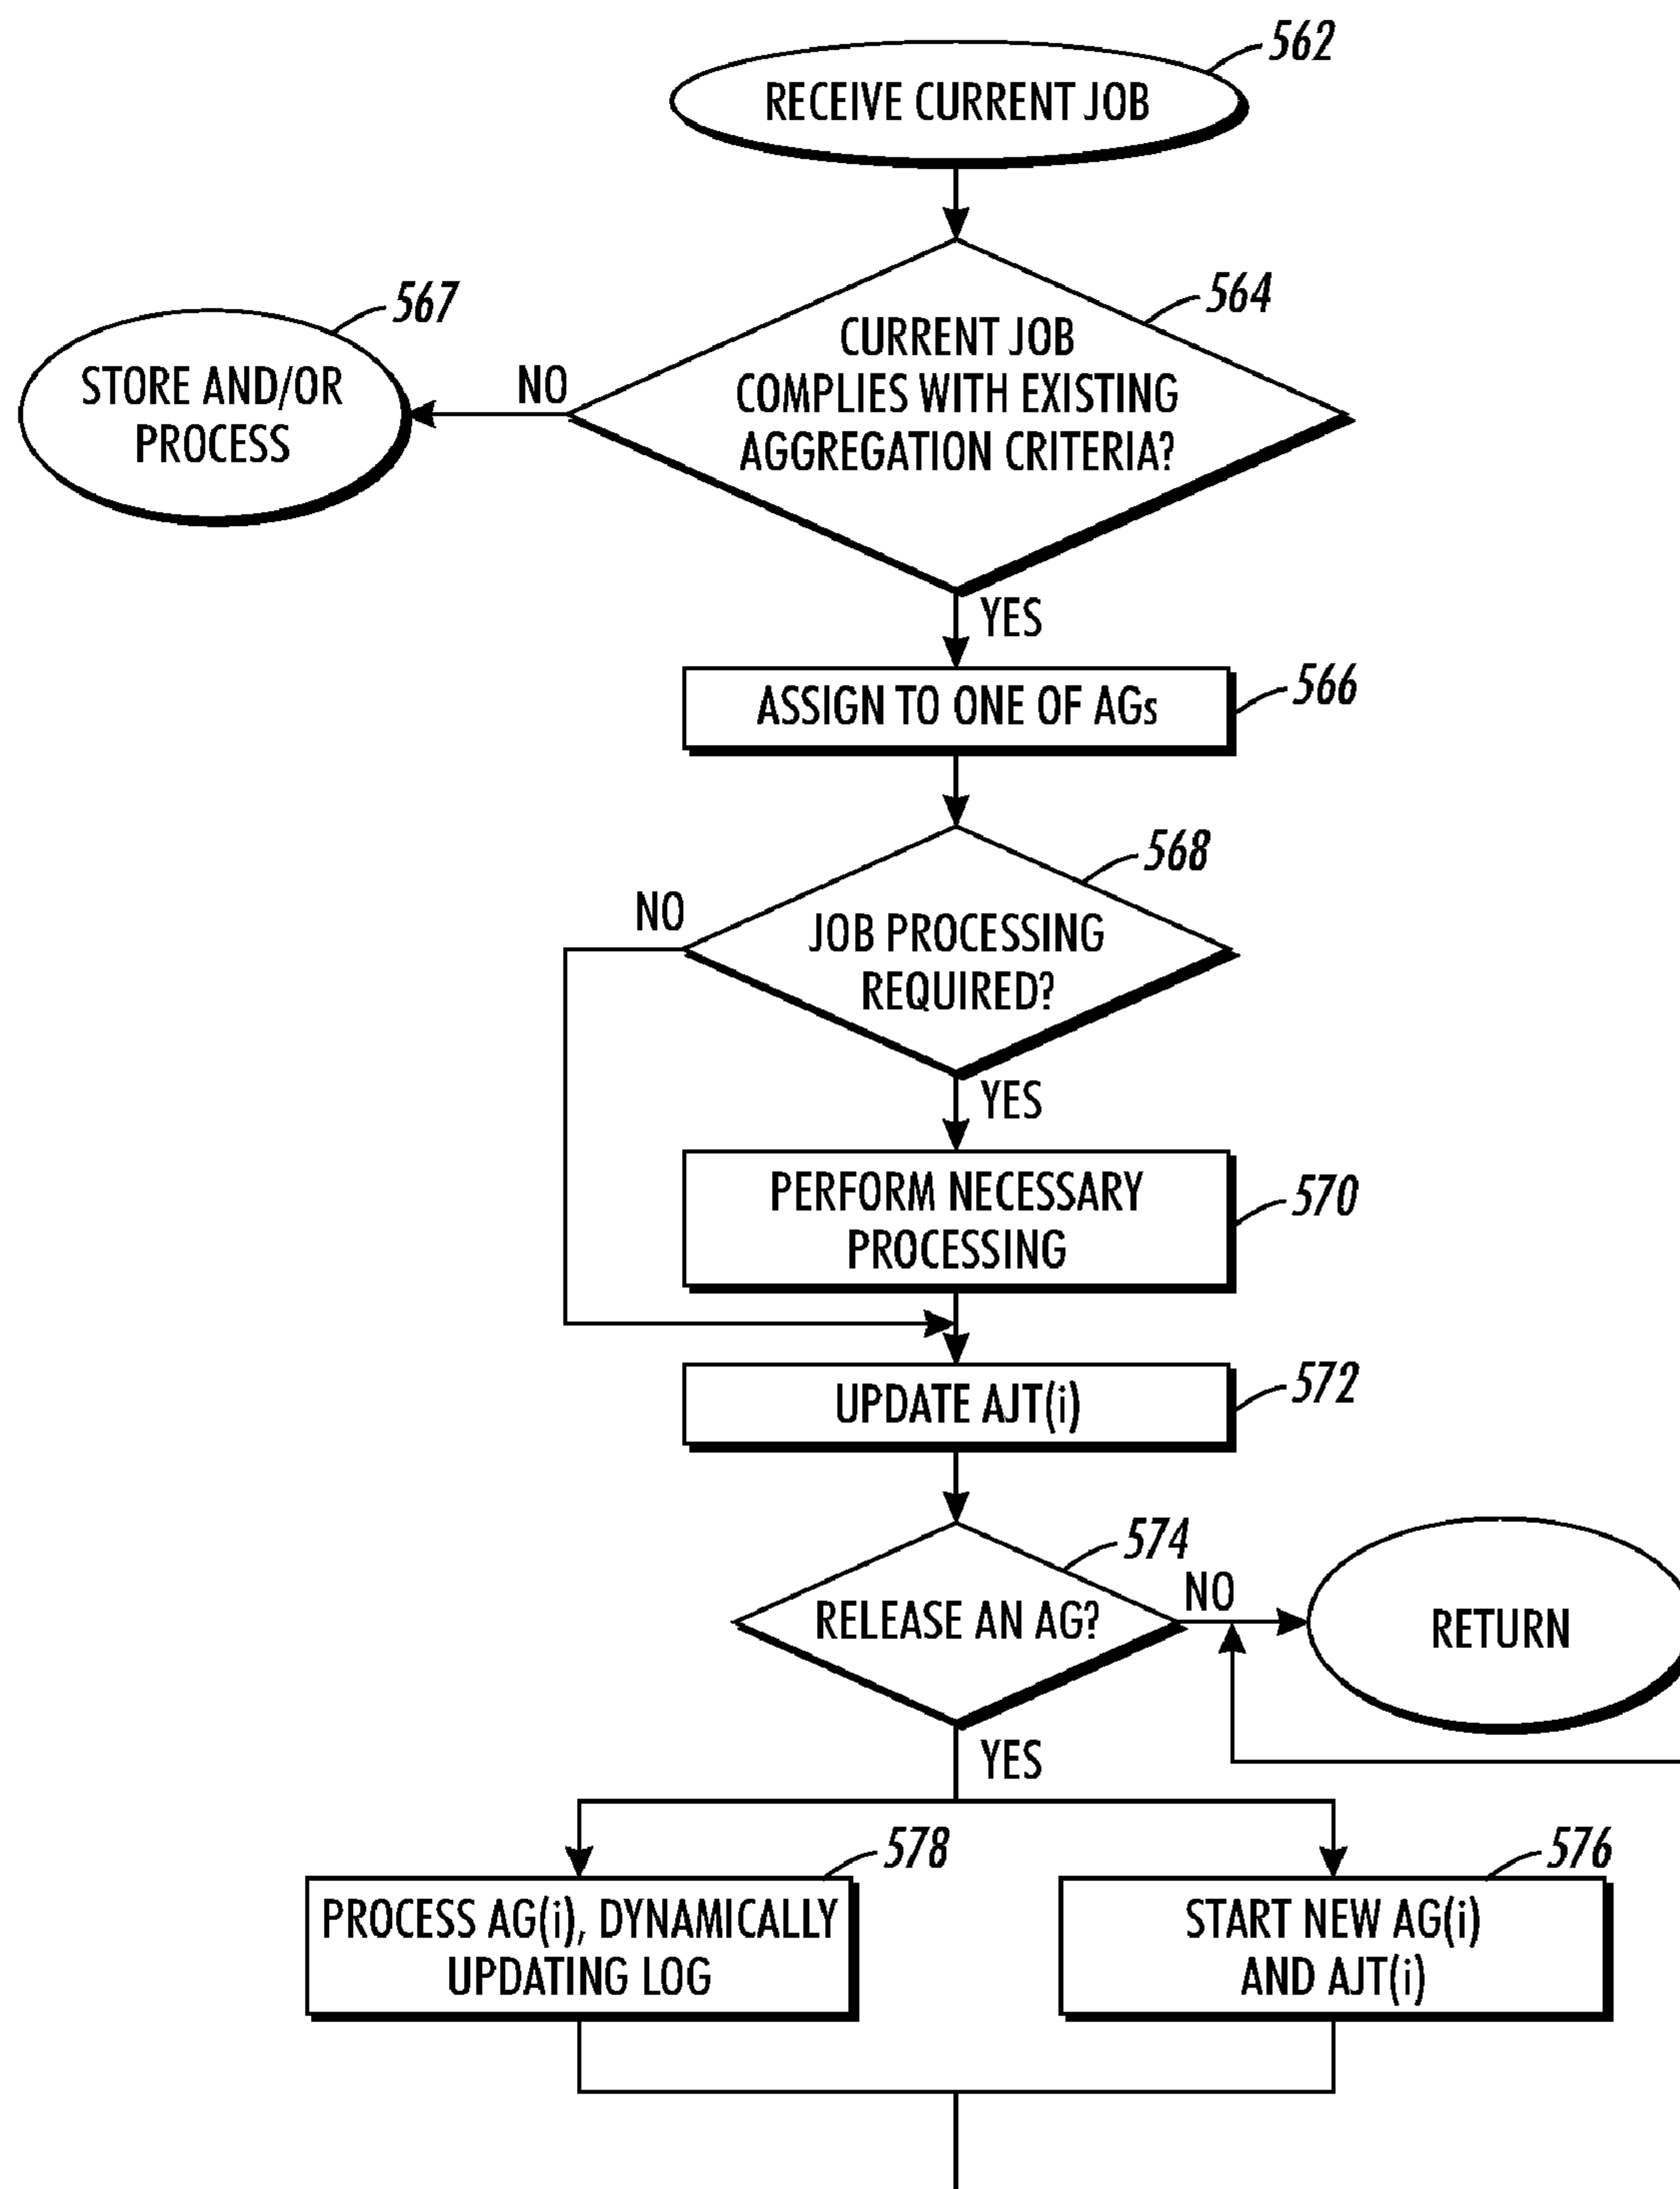 562
RECEIVE CURRENT JOB
564
CURRENT JOB
COMPLIES WITH EXISTING
AGGREGATION CRITERIA?
567
STORE AND/OR
PROCESS
NO
YES
566
ASSIGN TO ONE OF AGs
568
NO
JOB PROCESSING
REQUIRED?
YES
570
PERFORM NECESSARY
PROCESSING
572
UPDATE AJT(i)
574
RELEASE AN AG?
NO
RETURN
YES
578
PROCESS AG(i), DYNAMICALLY
UPDATING LOG
576
START NEW AG(i)
AND AJT(i)